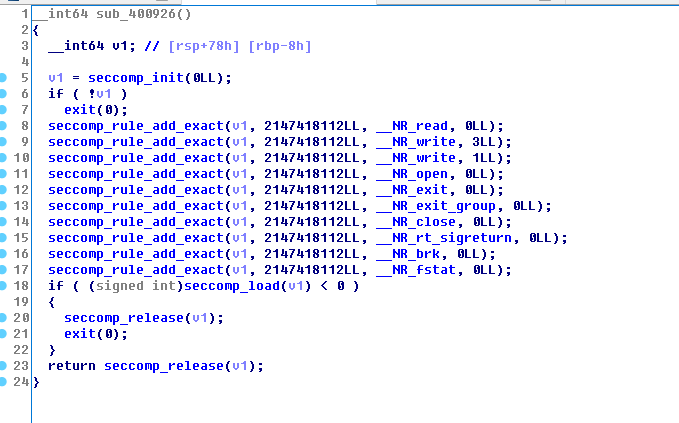 1 __int64 sub_400926()
2 {
3   __int64 v1; // [rsp+78h] [rbp-8h]
4
5   v1 = seccomp_init(0LL);
6   if ( !v1 )
7     exit(0);
8   seccomp_rule_add_exact(v1, 2147418112LL, __NR_read, 0LL);
9   seccomp_rule_add_exact(v1, 2147418112LL, __NR_write, 3LL);
10   seccomp_rule_add_exact(v1, 2147418112LL, __NR_write, 1LL);
11   seccomp_rule_add_exact(v1, 2147418112LL, __NR_open, 0LL);
12   seccomp_rule_add_exact(v1, 2147418112LL, __NR_exit, 0LL);
13   seccomp_rule_add_exact(v1, 2147418112LL, __NR_exit_group, 0LL);
14   seccomp_rule_add_exact(v1, 2147418112LL, __NR_close, 0LL);
15   seccomp_rule_add_exact(v1, 2147418112LL, __NR_rt_sigreturn, 0LL);
16   seccomp_rule_add_exact(v1, 2147418112LL, __NR_brk, 0LL);
17   seccomp_rule_add_exact(v1, 2147418112LL, __NR_fstat, 0LL);
18   if ( (signed int)seccomp_load(v1) < 0 )
19   {
20     seccomp_release(v1);
21     exit(0);
22   }
23   return seccomp_release(v1);
24 }